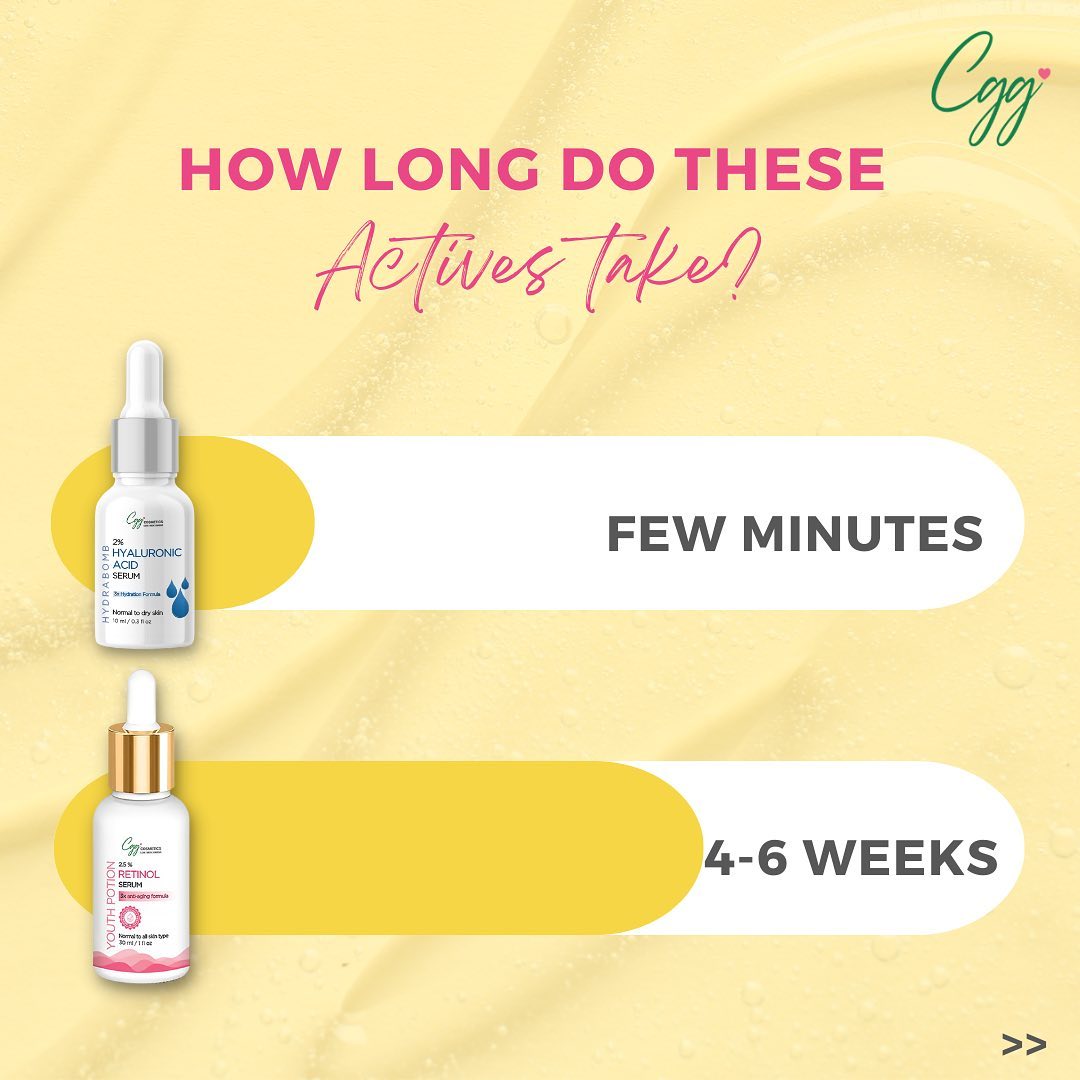 Cgg
HOW LONG DO THESE
Actives Take?
Cgg COSMETICS
2%
HYALURONIC
ACID
SERUM
HYDRABOMB
3x Hydration Formula
Normal to dry skin
10 ml / 0.3 fl oz
FEW MINUTES
Cgg COSMETICS
2.5 %
RETINOL
SERUM
YOUTH POTION
3x anti-aging formula
Normal to all skin type
30 ml / 1 fl oz
4-6 WEEKS
>>